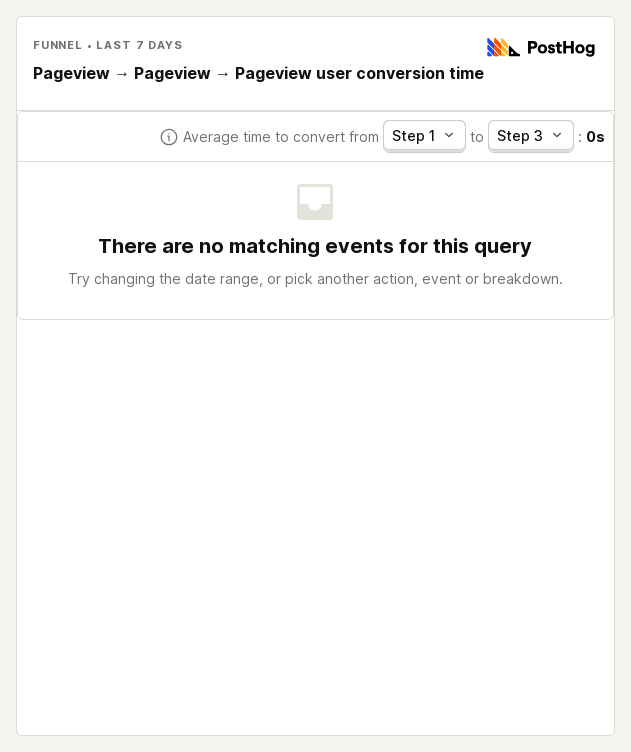 FUNNEL • LAST 7 DAYS
PostHog
Pageview → Pageview → Pageview user conversion time
Average time to convert from Step 1 to Step 3 : 0s
There are no matching events for this query
Try changing the date range, or pick another action, event or breakdown.